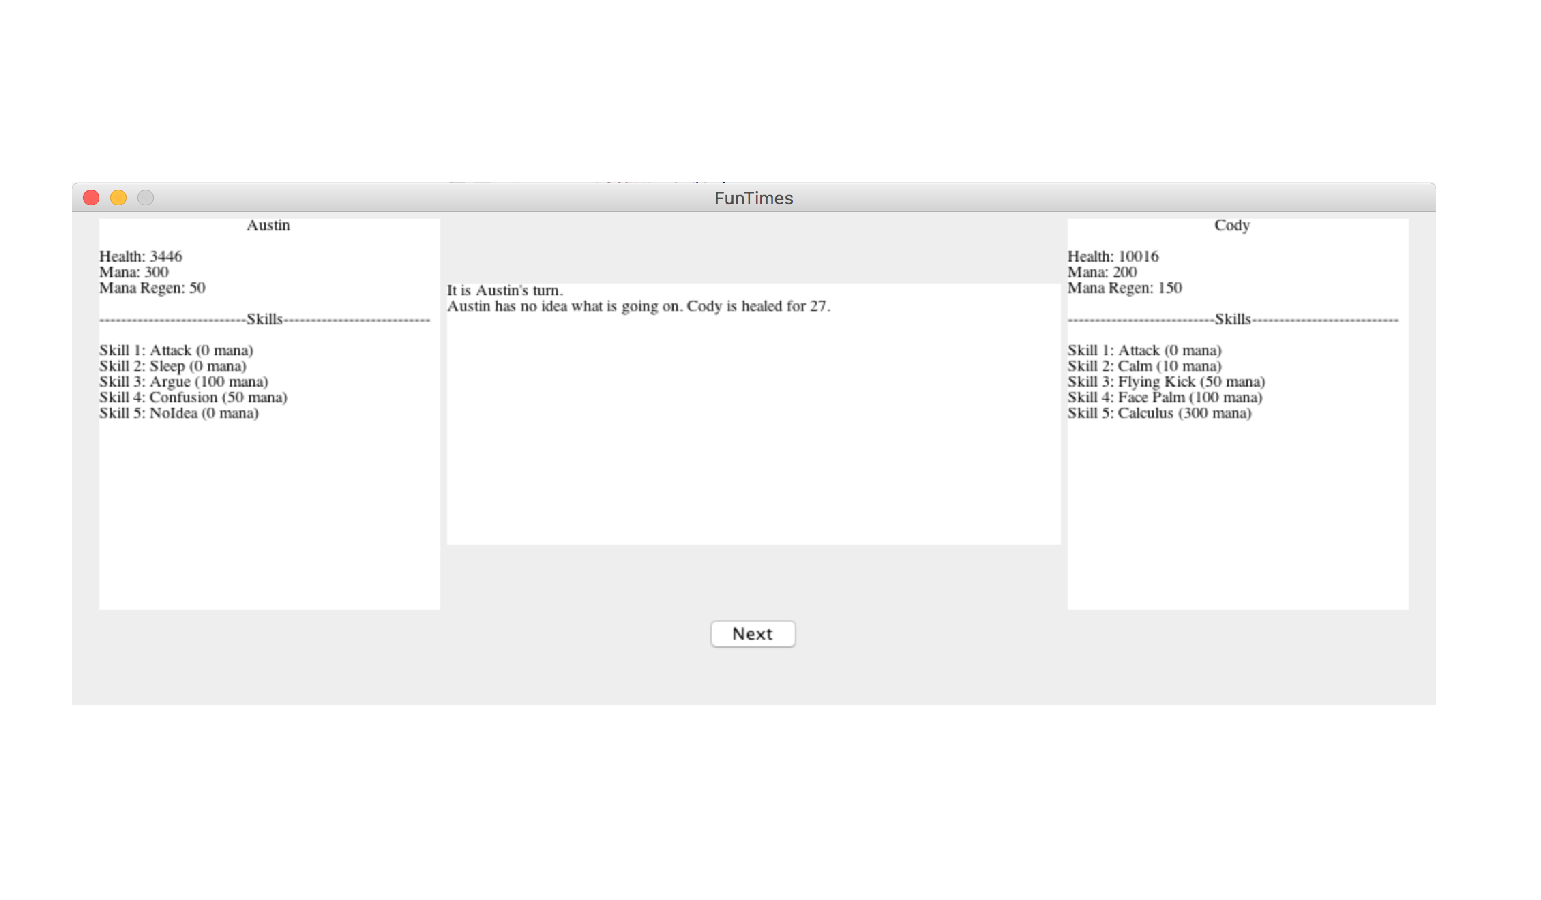 FunTimes
Austin
Health: 3446
Mana: 300
Mana Regen: 50
---------------------------Skills---------------------------
Skill 1: Attack (0 mana)
Skill 2: Sleep (0 mana)
Skill 3: Argue (100 mana)
Skill 4: Confusion (50 mana)
Skill 5: NoIdea (0 mana)
It is Austin's turn.
Austin has no idea what is going on. Cody is healed for 27.
Cody
Health: 10016
Mana: 200
Mana Regen: 150
---------------------------Skills---------------------------
Skill 1: Attack (0 mana)
Skill 2: Calm (10 mana)
Skill 3: Flying Kick (50 mana)
Skill 4: Face Palm (100 mana)
Skill 5: Calculus (300 mana)
Next